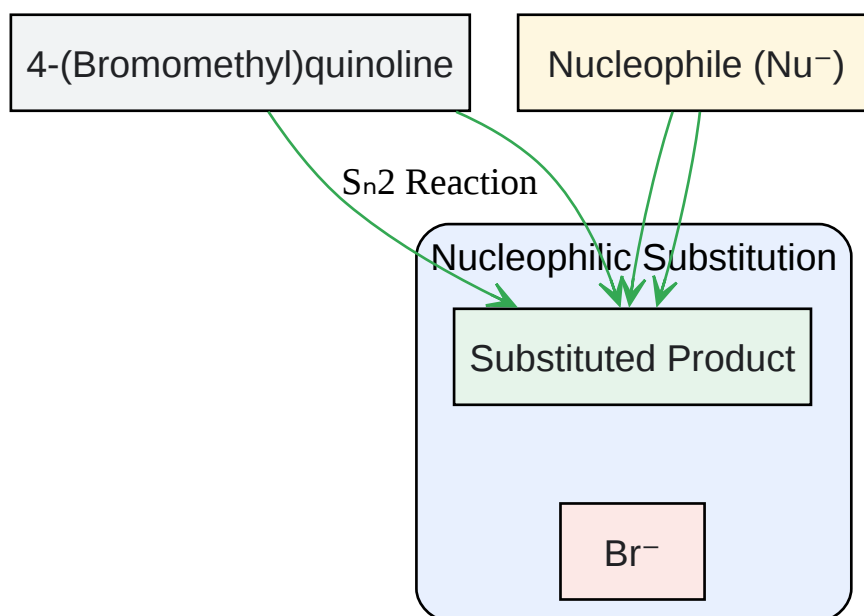 4-(Bromomethyl)quinoline
Nucleophile (Nu⁻)
Sₙ2 Reaction
Nucleophilic Substitution
Substituted Product
Br⁻